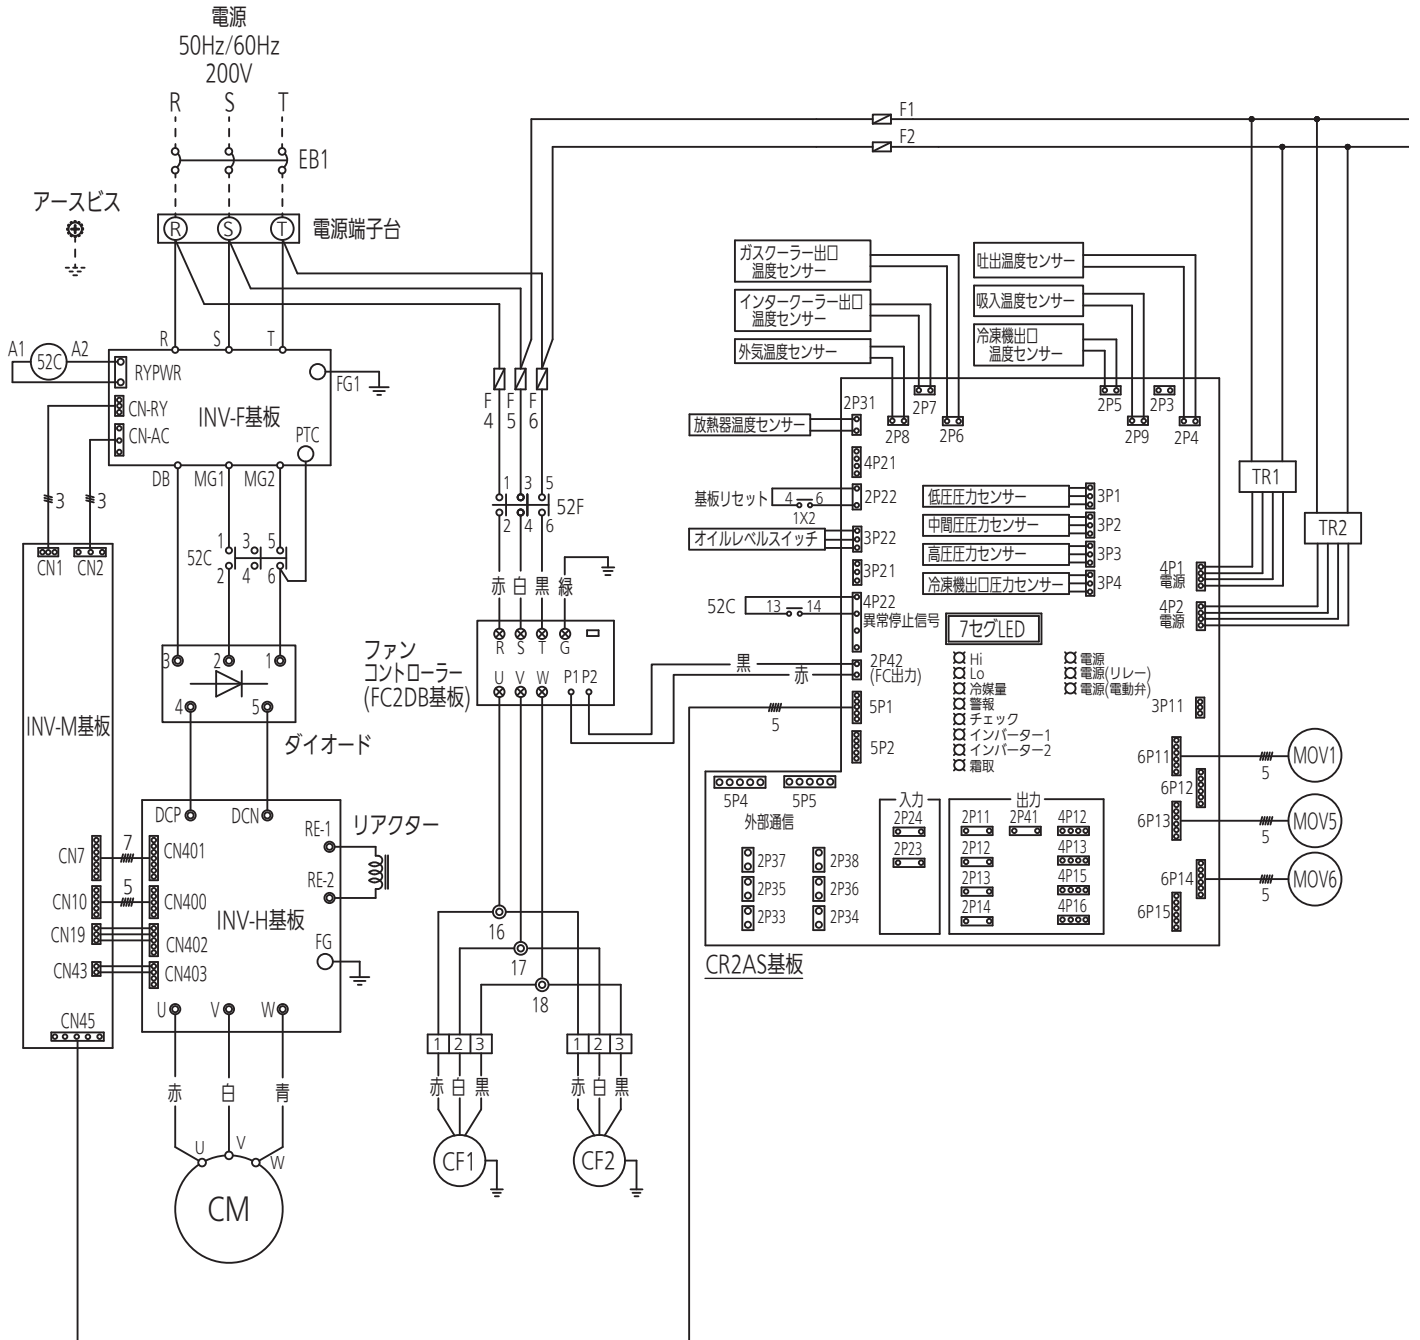 電源
50Hz/60Hz
200V
R S T
EB1
アースビス
R S T
電源端子台
F1
F2
ガスクーラー出口
温度センサー
インタークーラー出口
温度センサー
外気温度センサー
吐出温度センサー
吸入温度センサー
冷凍機出口
温度センサー
A1 52C A2
R S T
RYPWR
CN-RY
CN-AC
INV-F基板
FG1
PTC
DB MG1 MG2
3 3
F4 F5 F6
1 3 5
52F
2 4 6
赤 白 黒 緑
R S T G
U V W P1 P2
ファン
コントローラー
(FC2DB基板)
黒
赤
CN1 CN2
52C
1 3 5
2 4 6
3 2 1
4 5
ダイオード
INV-M基板
DCP DCN
RE-1
RE-2
リアクター
CN7 7 CN401
CN10 5 CN400
CN19 CN402
CN43 CN403
INV-H基板
FG
CN45
U V W
赤 白 青
U V W
CM
16
17
18
1 2 3
1 2 3
赤 白 黒
赤 白 黒
CF1
CF2
放熱器温度センサー
2P31
2P8 2P7 2P6
2P5 2P9 2P3 2P4
4P21
基板リセット 4 6 2P22
1X2
オイルレベルスイッチ
3P22
3P21
52C 13 14 4P22
異常停止信号
2P42
(FC出力)
5 5P1
5P2
低圧圧力センサー 3P1
中間圧圧力センサー 3P2
高圧圧力センサー 3P3
冷凍機出口圧力センサー 3P4
7セグLED
Hi
Lo
冷媒量
警報
チェック
インバーター1
インバーター2
霜取
電源
電源(リレー)
電源(電動弁)
TR1
TR2
4P1
電源
4P2
電源
3P11
6P11 5 MOV1
6P12
6P13 5 MOV5
6P14 5 MOV6
6P15
5P4 5P5
外部通信
2P37 2P38
2P35 2P36
2P33 2P34
入力
2P24
2P23
出力
2P11 2P41 4P12
2P12 4P13
2P13 4P15
2P14 4P16
CR2AS基板